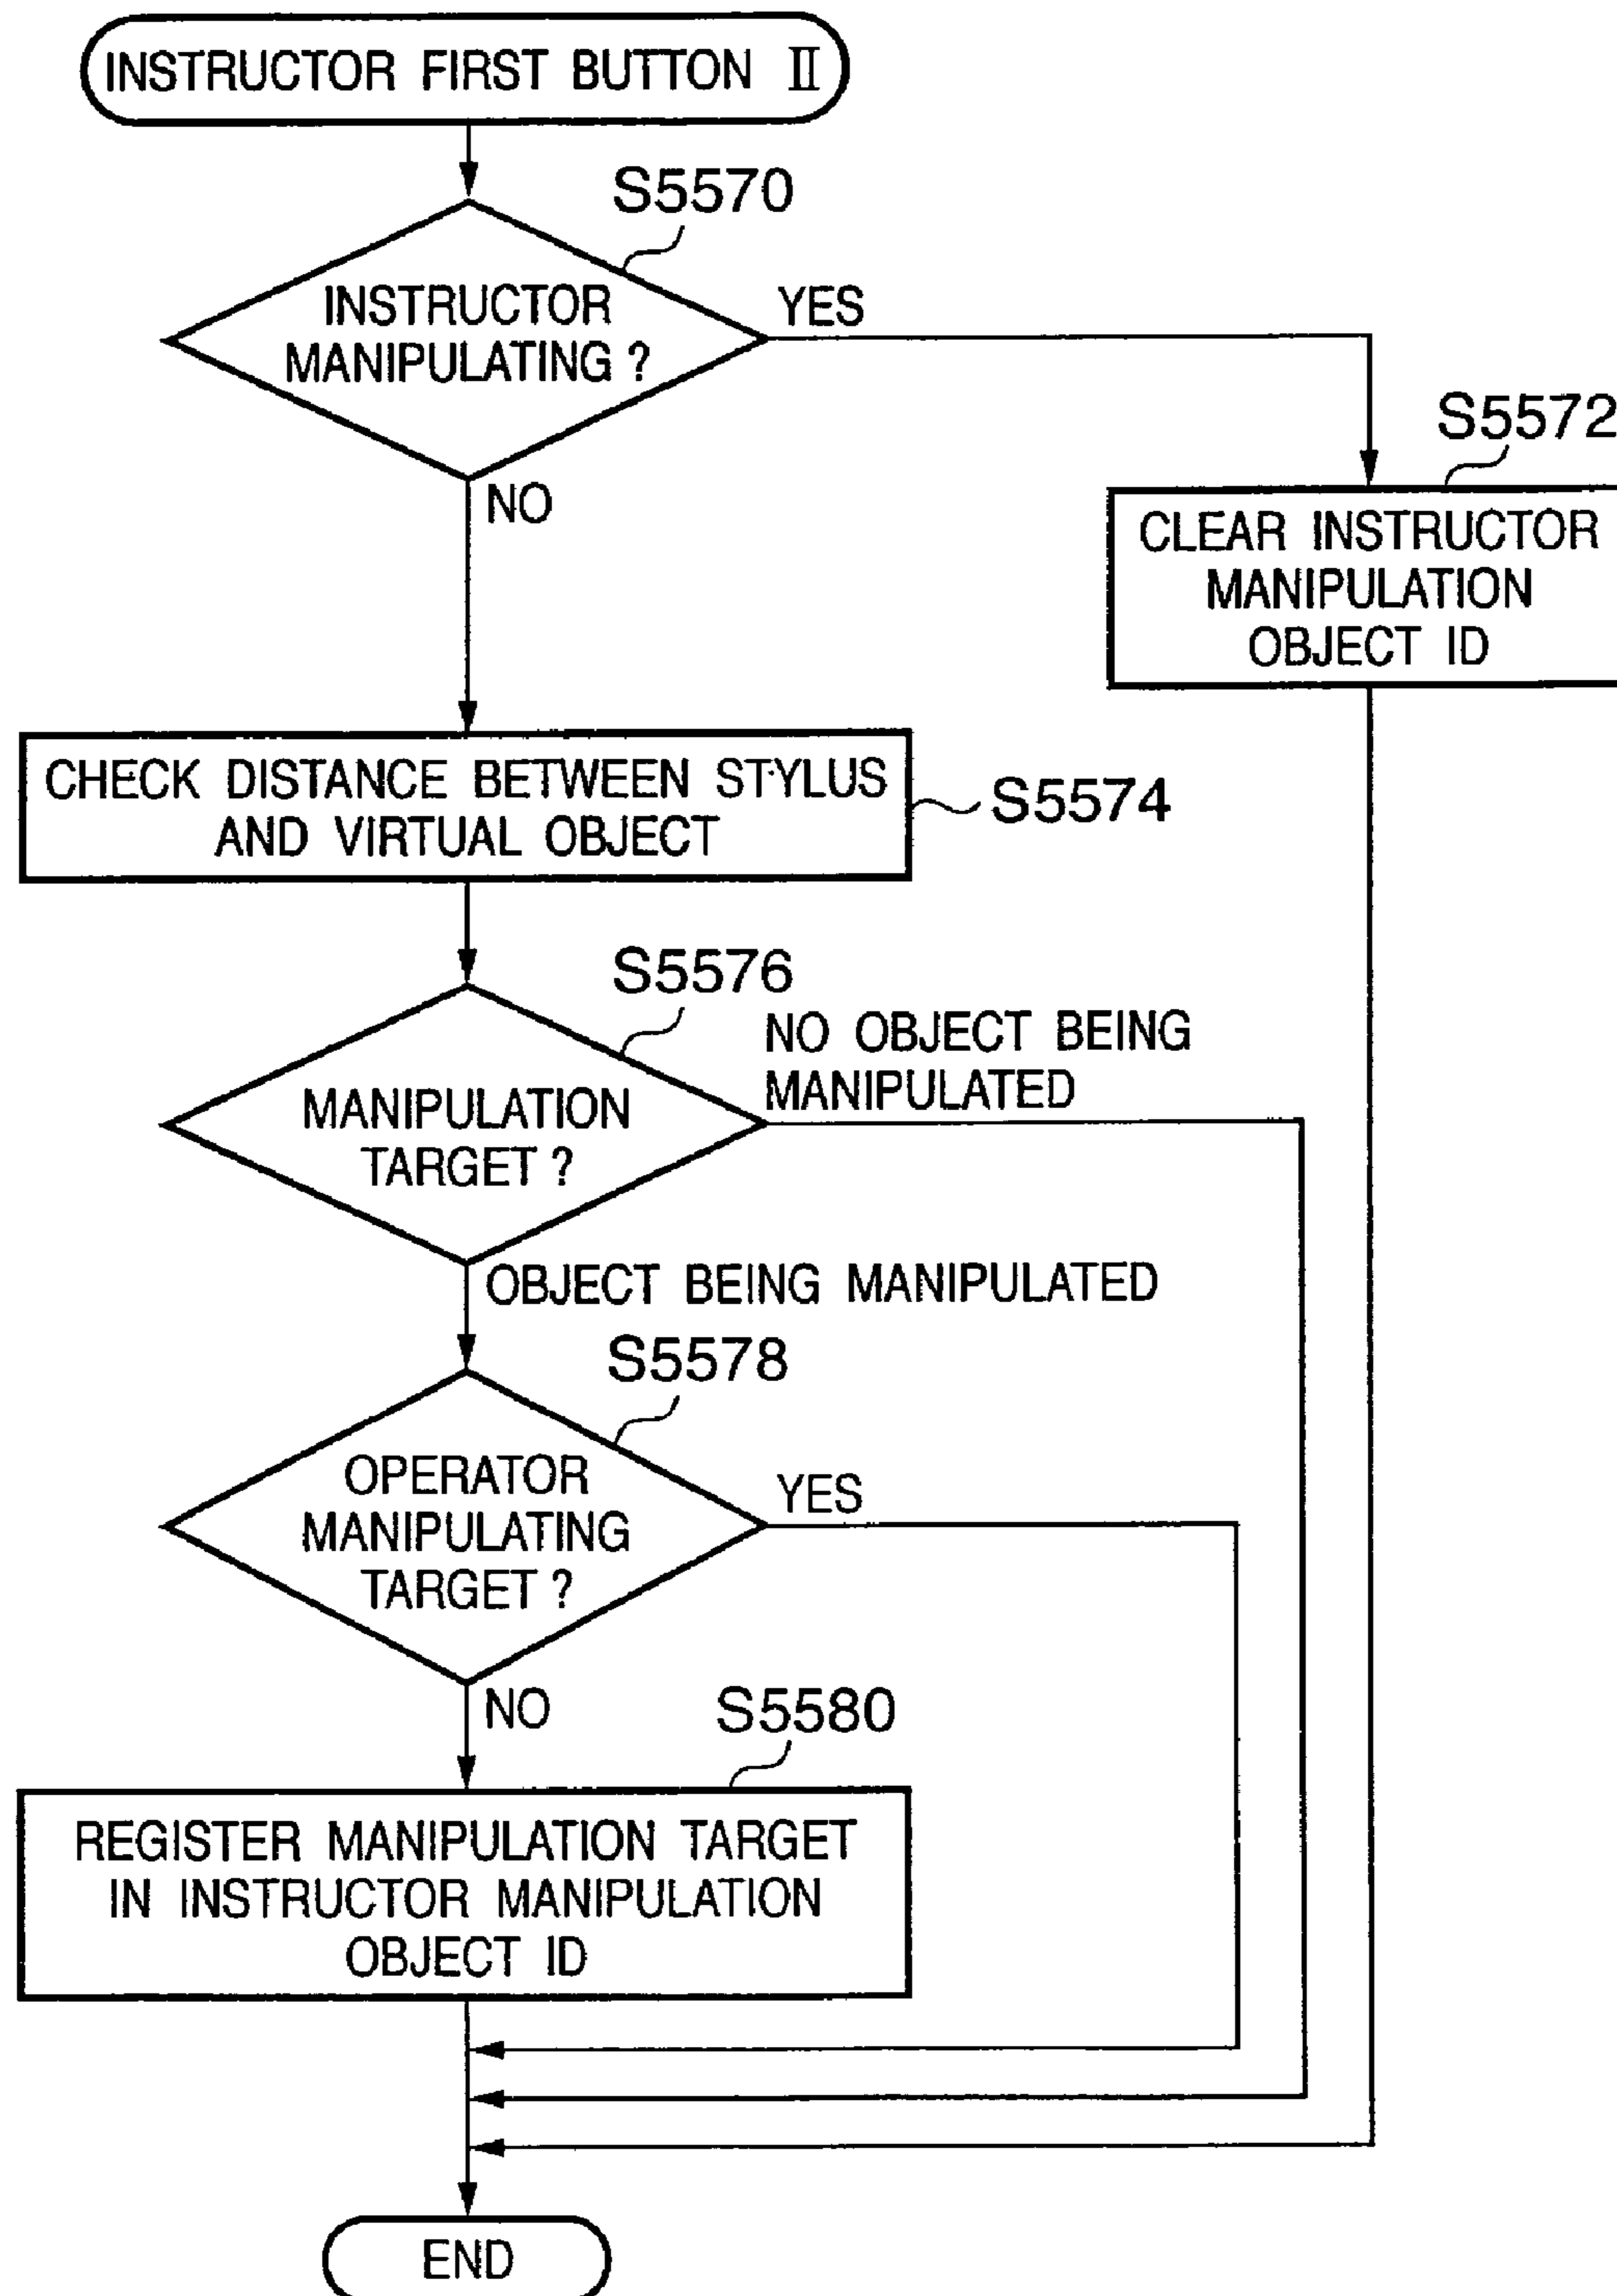 INSTRUCTOR FIRST BUTTON II
S5570
INSTRUCTOR
MANIPULATING ?
YES
NO
S5572
CLEAR INSTRUCTOR
MANIPULATION
OBJECT ID
CHECK DISTANCE BETWEEN STYLUS
AND VIRTUAL OBJECT
S5574
S5576
MANIPULATION
TARGET ?
NO OBJECT BEING
MANIPULATED
OBJECT BEING MANIPULATED
S5578
OPERATOR
MANIPULATING
TARGET ?
YES
NO
S5580
REGISTER MANIPULATION TARGET
IN INSTRUCTOR MANIPULATION
OBJECT ID
END